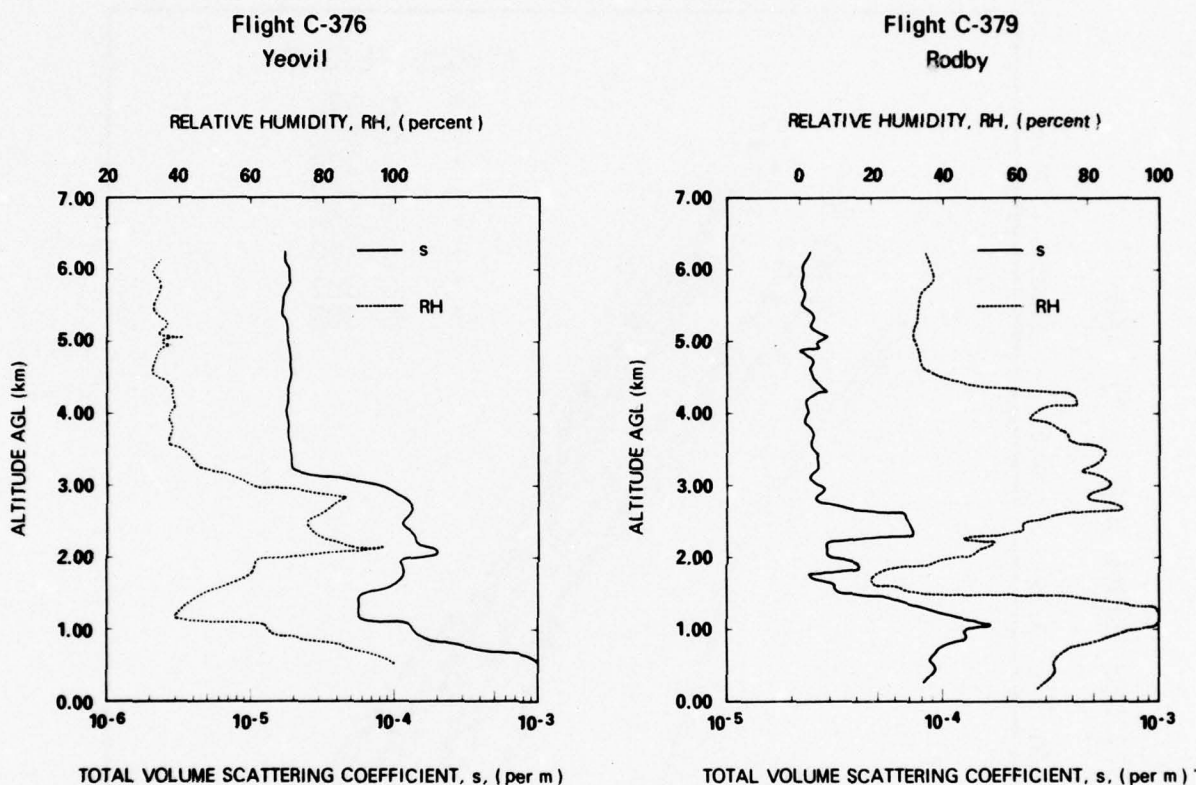 Flight C-376
Yeovil
RELATIVE HUMIDITY, RH, (percent)
20 40 60 80 100
7.00
6.00
5.00
4.00
3.00
2.00
1.00
0.00
ALTITUDE AGL (km)
s
RH
10-6 10-5 10-4 10-3
TOTAL VOLUME SCATTERING COEFFICIENT, s, (per m)
Flight C-379
Rodby
RELATIVE HUMIDITY, RH, (percent)
0 20 40 60 80 100
7.00
6.00
5.00
4.00
3.00
2.00
1.00
0.00
ALTITUDE AGL (km)
s
RH
10-5 10-4 10-3
TOTAL VOLUME SCATTERING COEFFICIENT, s, (per m)